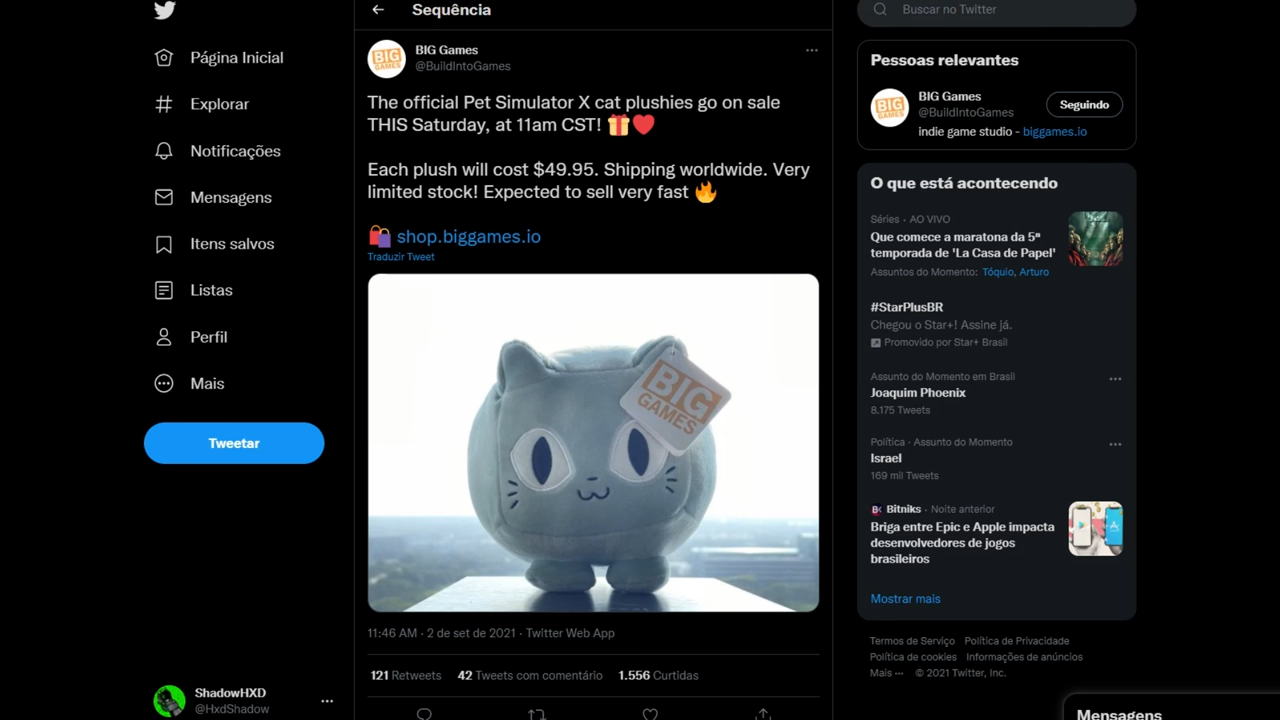 Sequência
Buscar no Twitter
Página Inicial
Explorar
Notificações
Mensagens
Itens salvos
Listas
Perfil
Mais
Tweetar
ShadowHXD
@HxdShadow
BIG GAMES
BIG Games
@BuildIntoGames
The official Pet Simulator X cat plushies go on sale
THIS Saturday, at 11am CST! 🎁❤️
Each plush will cost $49.95. Shipping worldwide. Very
limited stock! Expected to sell very fast 🔥
🛍️ shop.biggames.io
Traduzir Tweet
BIG
GAMES
11:46 AM · 2 de set de 2021 · Twitter Web App
121 Retweets 42 Tweets com comentário 1.556 Curtidas
Pessoas relevantes
BIG GAMES
BIG Games
@BuildIntoGames
Seguindo
indie game studio - biggames.io
O que está acontecendo
Séries · AO VIVO
Que comece a maratona da 5ª
temporada de 'La Casa de Papel'
Assuntos do Momento: Tóquio, Arturo
#StarPlusBR
Chegou o Star+! Assine já.
Promovido por Star+ Brasil
Assunto do Momento em Brasil
Joaquim Phoenix
8.175 Tweets
Política · Assunto do Momento
Israel
169 mil Tweets
Bitniks · Noite anterior
Briga entre Epic e Apple impacta
desenvolvedores de jogos
brasileiros
Mostrar mais
Termos de Serviço Política de Privacidade
Política de cookies Informações de anúncios
Mais ··· © 2021 Twitter, Inc.
Mensagens